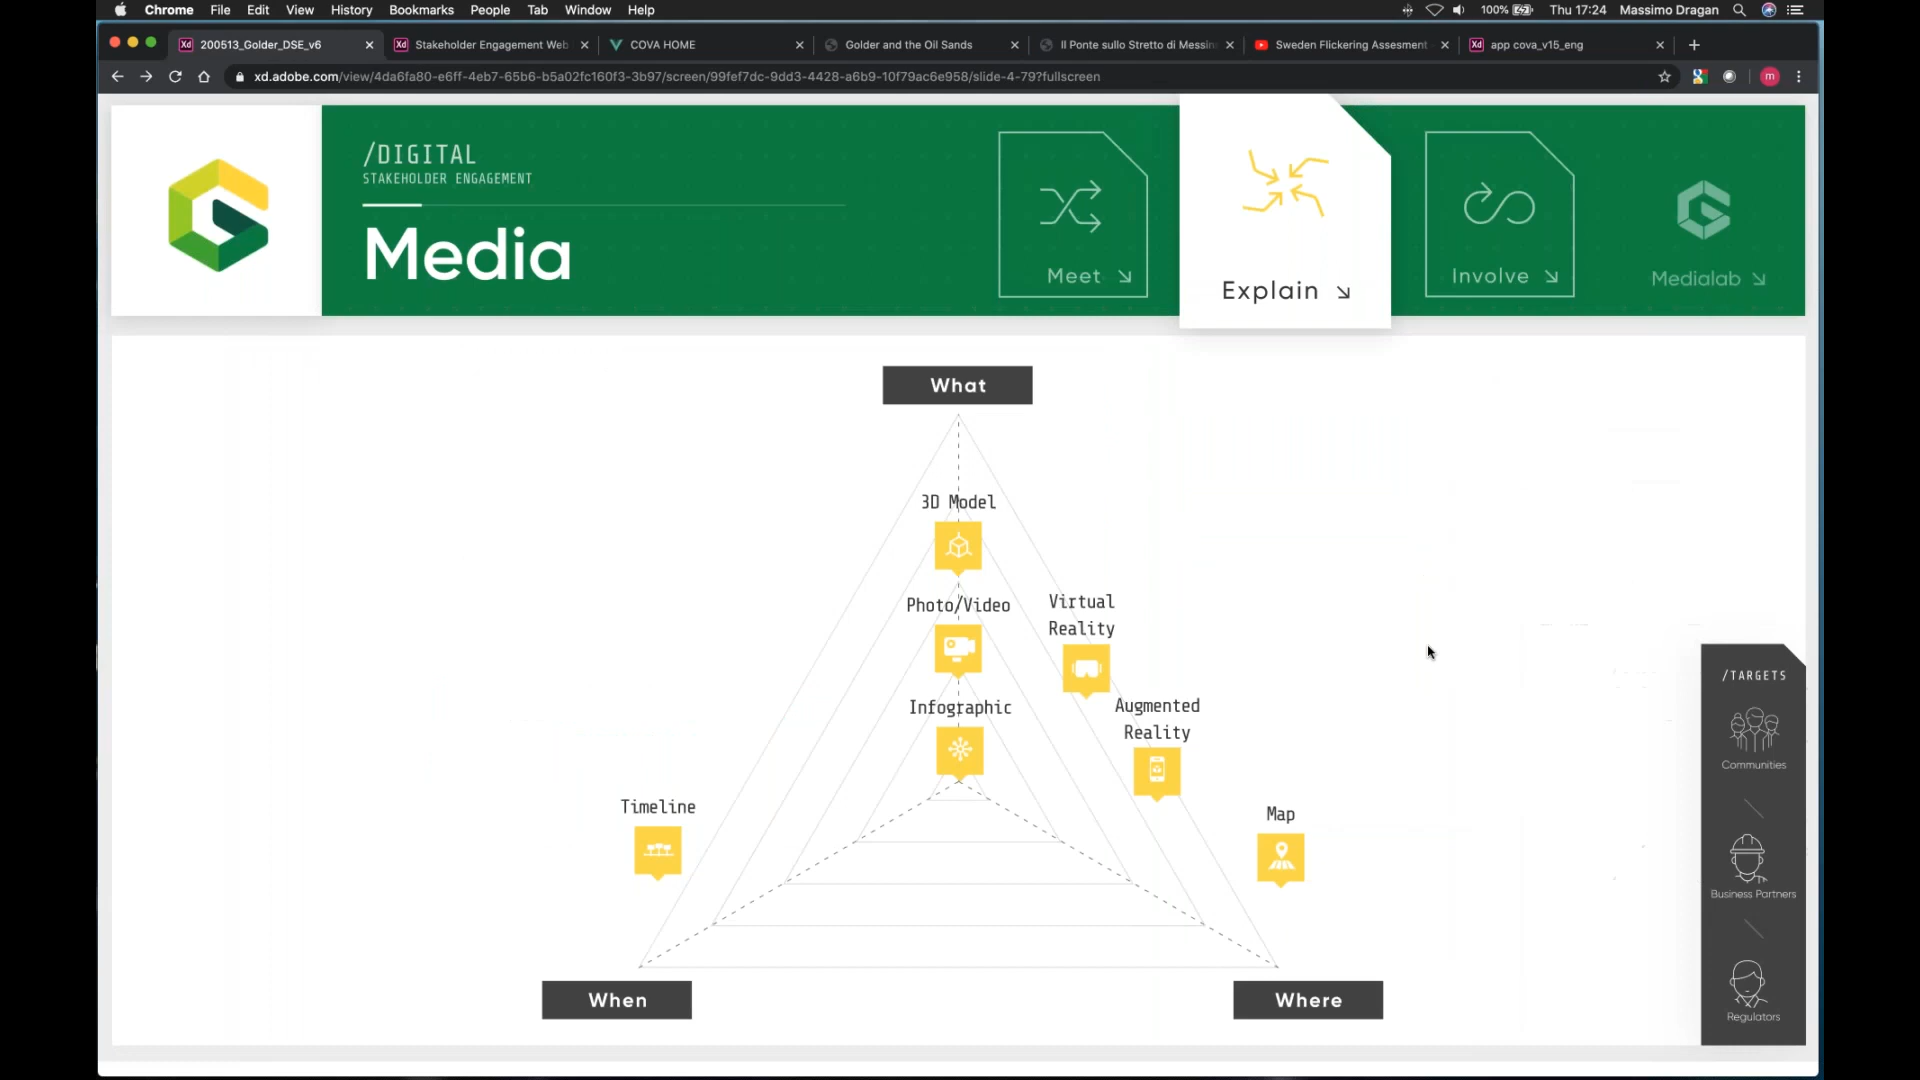 Chrome File Edit View History Bookmarks People Tab Window Help 100% Thu 17:24 Massimo Dragan
200513_Golder_DSE_v6 Stakeholder Engagement Web COVA HOME Golder and the Oil Sands Il Ponte sullo Stretto di Messin Sweden Flickering Assesment app cova_v15_eng
xd.adobe.com/view/4da6fa80-e6ff-4eb7-65b6-b5a02fc160f3-3b97/screen/99fef7dc-9dd3-4428-a6b9-10f79ac6e958/slide-4-79?fullscreen
/DIGITAL
STAKEHOLDER ENGAGEMENT
Media
Meet
Explain
Involve
Medialab
What
3D Model
Photo/Video
Virtual
Reality
Infographic
Augmented
Reality
Timeline
Map
When
Where
/TARGETS
Communities
Business Partners
Regulators